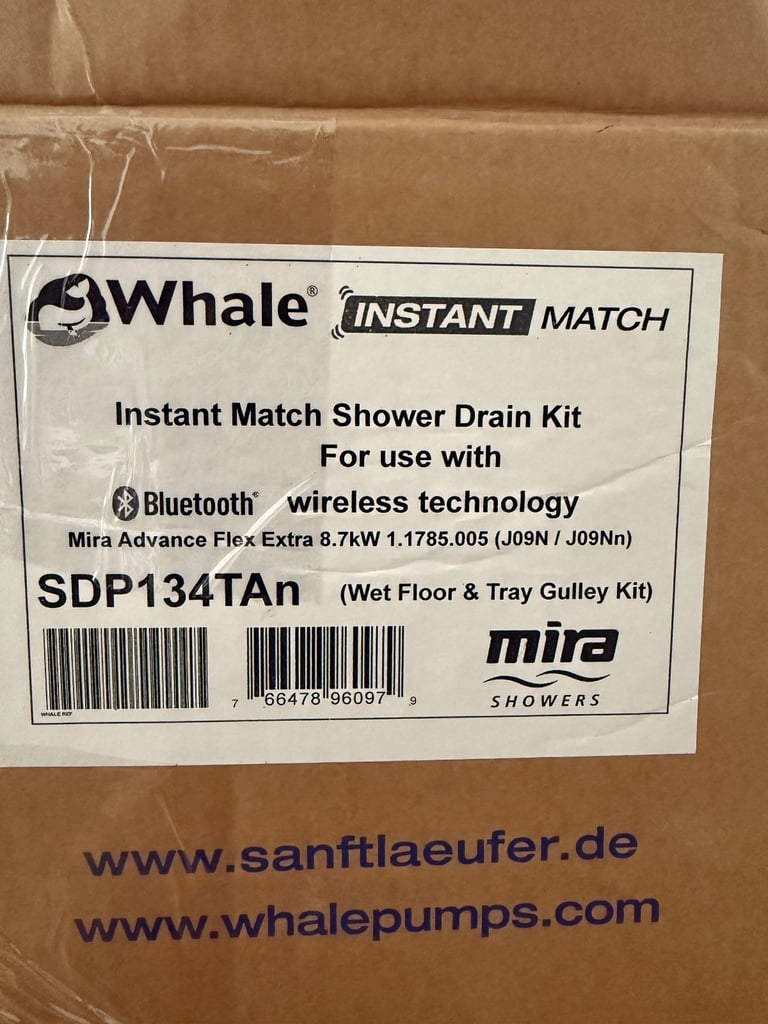 Whale® INSTANT MATCH
Instant Match Shower Drain Kit
For use with
Bluetooth® wireless technology
Mira Advance Flex Extra 8.7kW 1.1785.005 (J09N / J09Nn)
SDP134TAn (Wet Floor & Tray Gulley Kit)
mira
SHOWERS
7 66478 96097 9
WHALE REF
www.sanftlaeufer.de
www.whalepumps.com